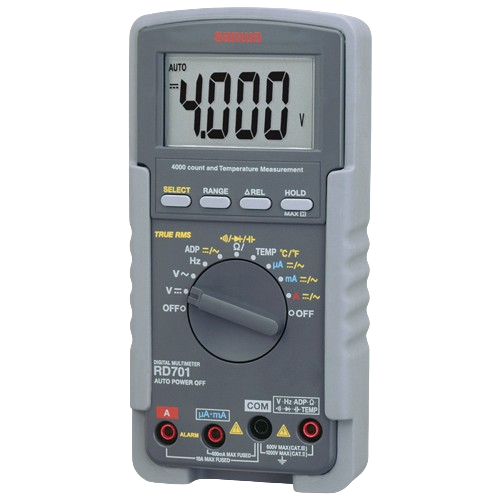 sanwa
AUTO
4.000 V
4000 count and Temperature Measurement
SELECT RANGE △REL HOLD
MAX H
TRUE RMS
Ω/
ADP TEMP °C/°F
Hz μA
V~ mA
V A
OFF OFF
DIGITAL MULTIMETER
RD701
AUTO POWER OFF
A μA·mA COM V·Hz·ADP·Ω
TEMP
ALARM
400mA MAX FUSED 600V MAX(CAT.III)
10A MAX FUSED 1000V MAX(CAT.II)